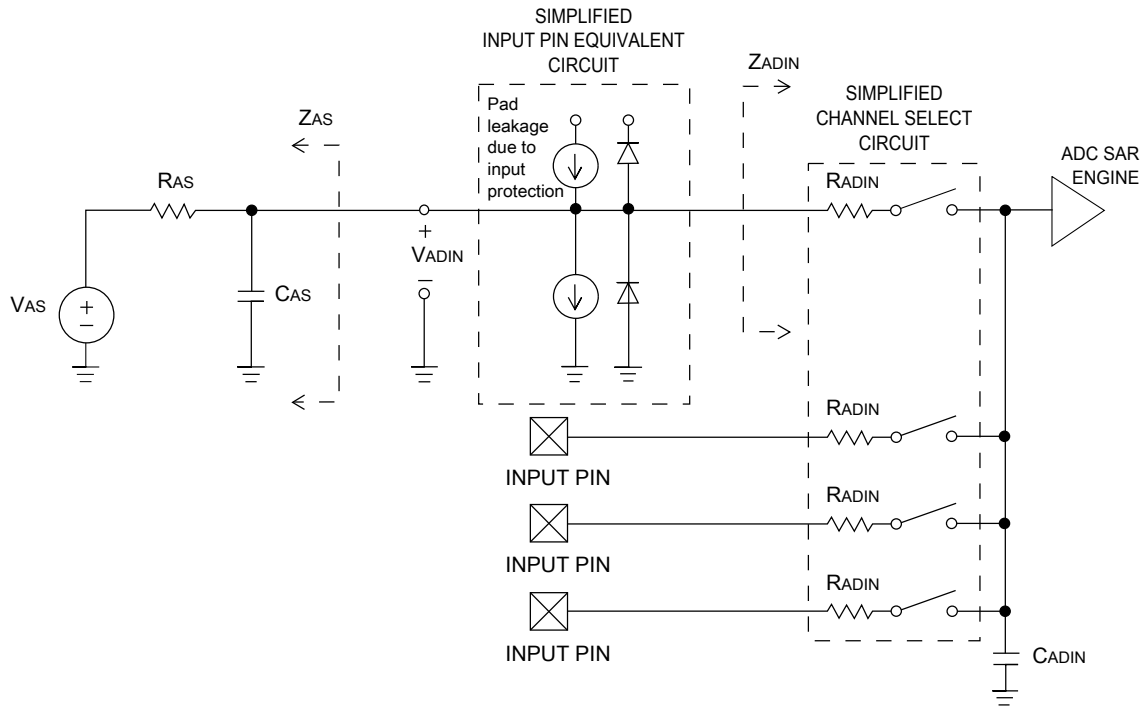 SIMPLIFIED
INPUT PIN EQUIVALENT
CIRCUIT
Pad
leakage
due to
input
protection
ZAS
ZADIN
SIMPLIFIED
CHANNEL SELECT
CIRCUIT
ADC SAR
ENGINE
RAS
RADIN
+
VADIN
–
VAS
+
-
CAS
RADIN
INPUT PIN
RADIN
INPUT PIN
RADIN
INPUT PIN
CADIN